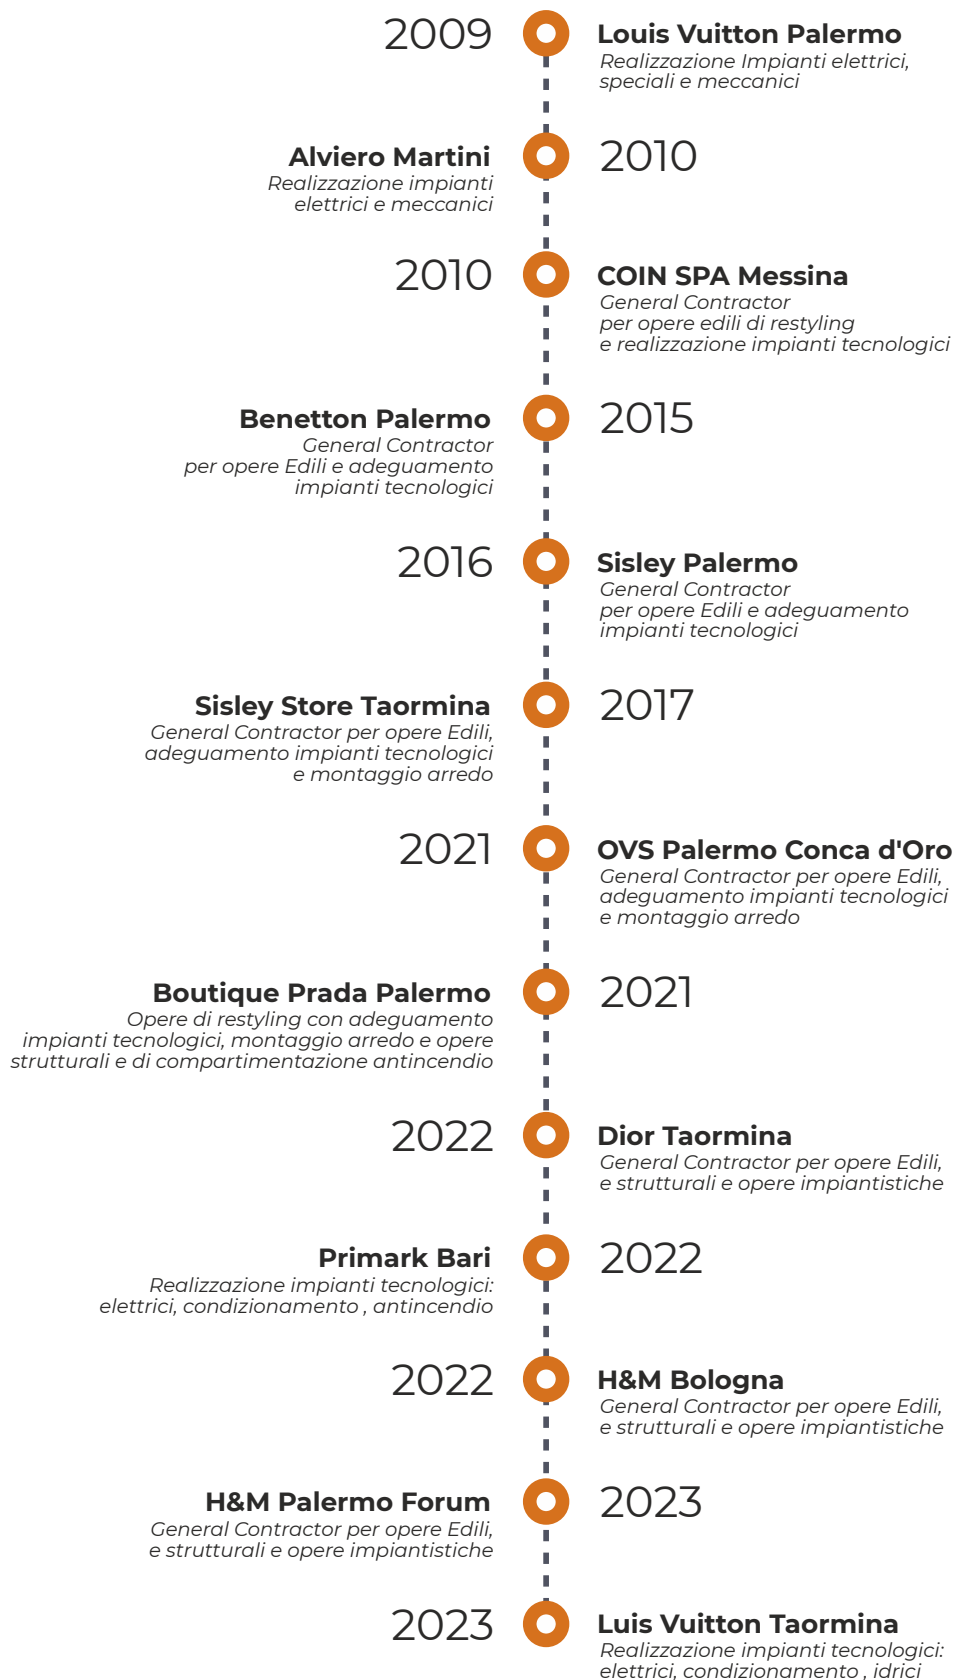 2009
Louis Vuitton Palermo
Realizzazione Impianti elettrici,
speciali e meccanici
Alviero Martini
Realizzazione impianti
elettrici e meccanici
2010
2010
COIN SPA Messina
General Contractor
per opere edili di restyling
e realizzazione impianti tecnologici
Benetton Palermo
General Contractor
per opere Edili e adeguamento
impianti tecnologici
2015
2016
Sisley Palermo
General Contractor
per opere Edili e adeguamento
impianti tecnologici
Sisley Store Taormina
General Contractor per opere Edili,
adeguamento impianti tecnologici
e montaggio arredo
2017
2021
OVS Palermo Conca d'Oro
General Contractor per opere Edili,
adeguamento impianti tecnologici
e montaggio arredo
Boutique Prada Palermo
Opere di restyling con adeguamento
impianti tecnologici, montaggio arredo e opere
strutturali e di compartimentazione antincendio
2021
2022
Dior Taormina
General Contractor per opere Edili,
e strutturali e opere impiantistiche
Primark Bari
Realizzazione impianti tecnologici:
elettrici, condizionamento , antincendio
2022
2022
H&M Bologna
General Contractor per opere Edili,
e strutturali e opere impiantistiche
H&M Palermo Forum
General Contractor per opere Edili,
e strutturali e opere impiantistiche
2023
2023
Luis Vuitton Taormina
Realizzazione impianti tecnologici:
elettrici, condizionamento , idrici